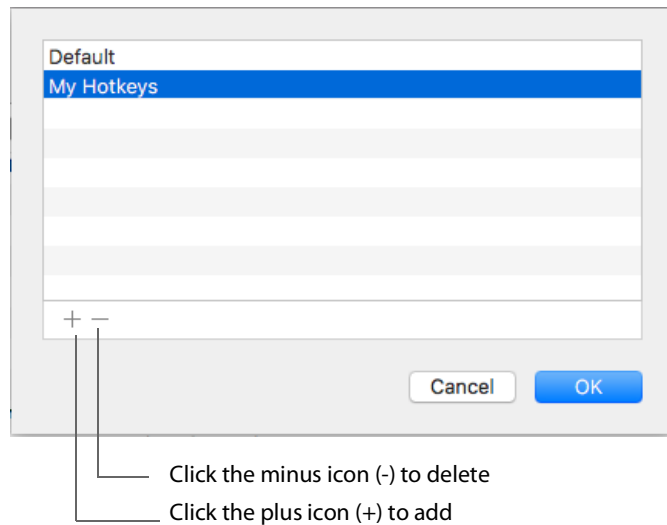 Default
My Hotkeys
+ −
Cancel OK
Click the minus icon (-) to delete
Click the plus icon (+) to add